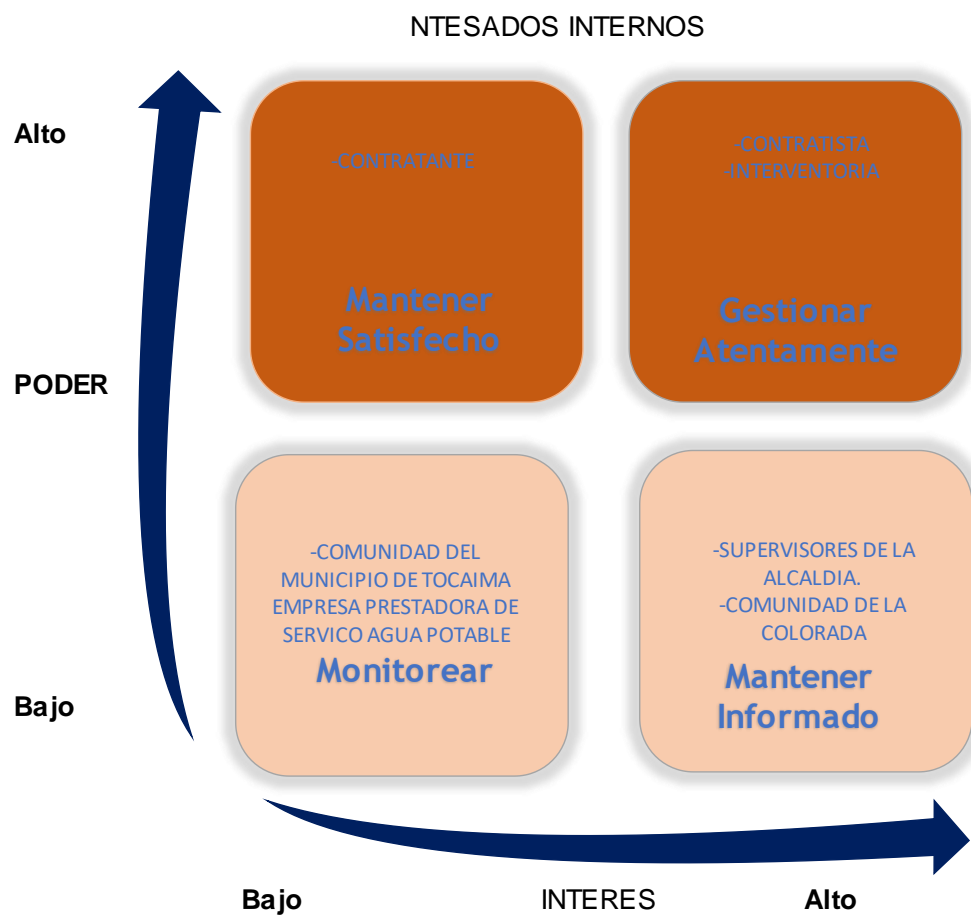 NTESADOS INTERNOS
Alto
-CONTRATANTE
-CONTRATISTA
-INTERVENTORIA
Mantener
Satisfecho
Gestionar
Atentamente
PODER
-COMUNIDAD DEL
MUNICIPIO DE TOCAIMA
EMPRESA PRESTADORA DE
SERVICO AGUA POTABLE
Monitorear
-SUPERVISORES DE LA
ALCALDIA.
-COMUNIDAD DE LA
COLORADA
Mantener
Informado
Bajo
Bajo
INTERES
Alto